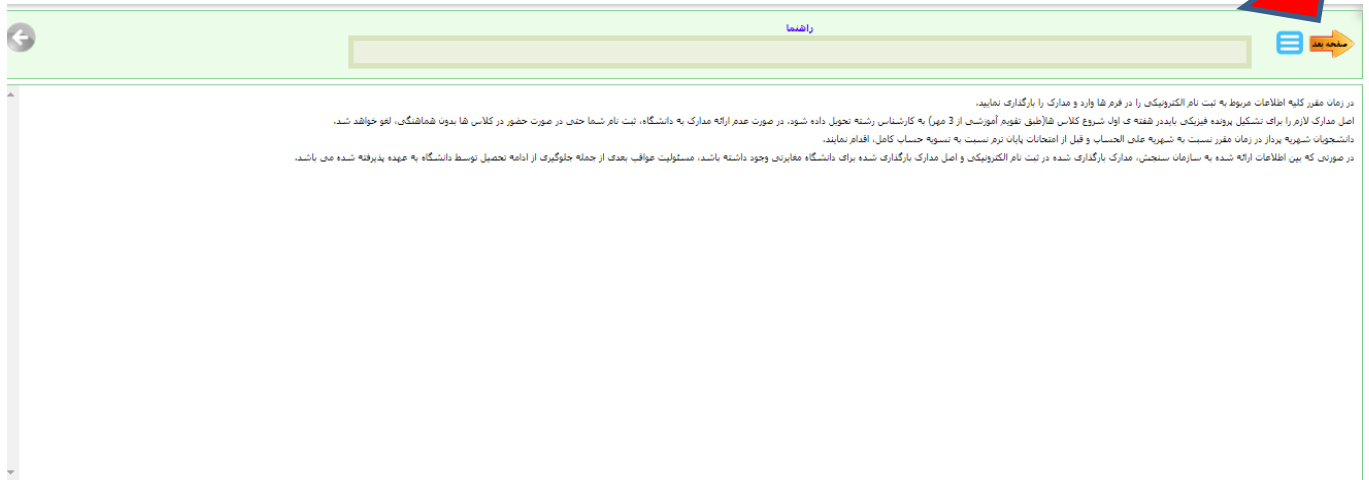 راهنما
صفحه بعد
در زمان مقرر کلیه اطلاعات مربوط به ثبت نام الکترونیکی را در فرم ها وارد و مدارک را بارگذاری نمایید.
اصل مدارک لازم را برای تشکیل پرونده فیزیکی بایددر هفته ی اول شروع کلاس ها(طبق تقویم آموزشی از 3 مهر) به کارشناس رشته تحویل داده شود، در صورت عدم ارائه مدارک به دانشگاه، ثبت نام شما حتی در صورت حضور در کلاس ها بدون هماهنگی، لغو خواهد شد.
دانشجویان شهریه پرداز در زمان مقرر نسبت به شهریه علی الحساب و قبل از امتحانات پایان ترم نسبت به تسویه حساب کامل، اقدام نمایند.
در صورتی که بین اطلاعات ارائه شده به سازمان سنجش، مدارک بارگذاری شده در ثبت نام الکترونیکی و اصل مدارک بارگذاری شده برای دانشگاه مغایرتی وجود داشته باشد، مسئولیت عواقب بعدی از جمله جلوگیری از ادامه تحصیل توسط دانشگاه به عهده پذیرفته شده می باشد.